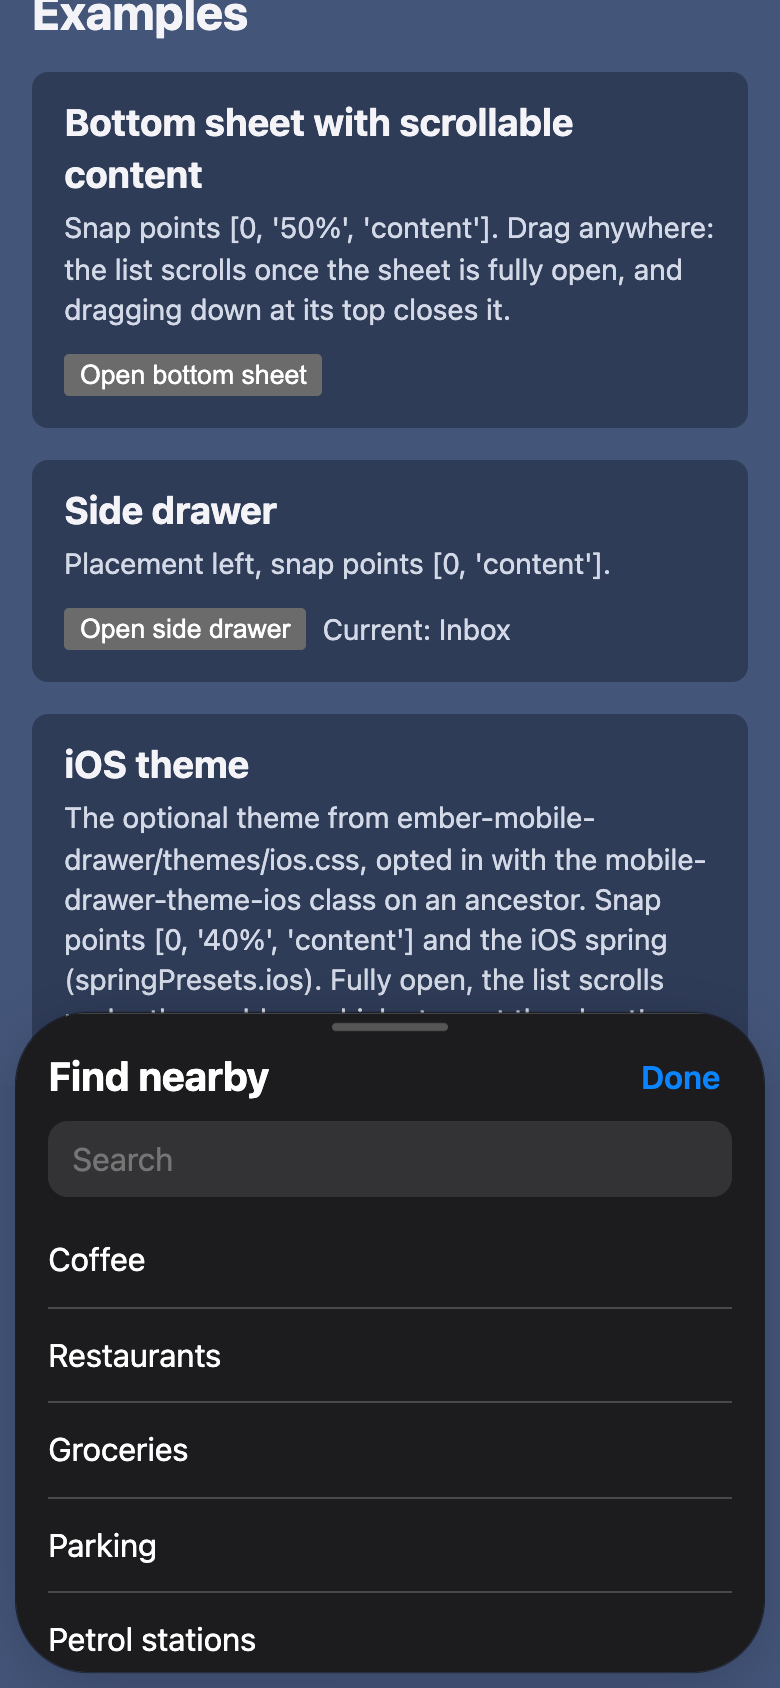 Examples
Bottom sheet with scrollable
content
Snap points [0, '50%', 'content']. Drag anywhere:
the list scrolls once the sheet is fully open, and
dragging down at its top closes it.
Open bottom sheet
Side drawer
Placement left, snap points [0, 'content'].
Open side drawer
Current: Inbox
iOS theme
The optional theme from ember-mobile-
drawer/themes/ios.css, opted in with the mobile-
drawer-theme-ios class on an ancestor. Snap
points [0, '40%', 'content'] and the iOS spring
(springPresets.ios). Fully open, the list scrolls
Find nearby
Done
Search
Coffee
Restaurants
Groceries
Parking
Petrol stations